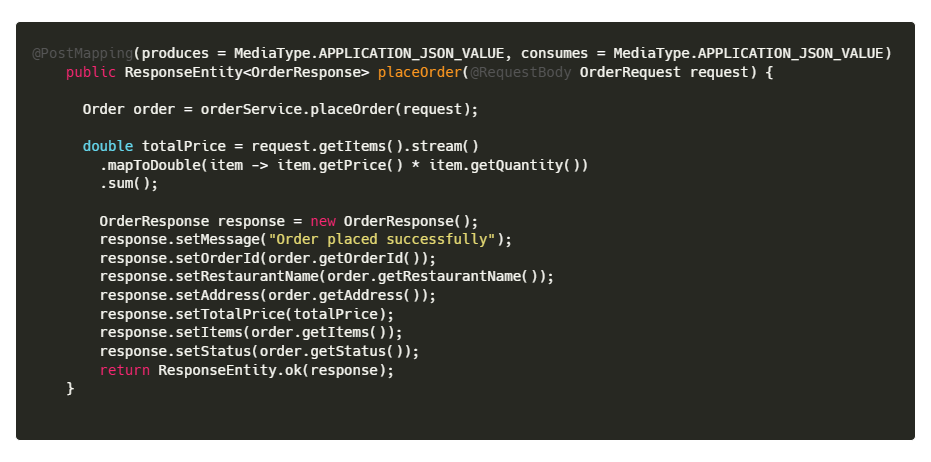 @PostMapping(produces = MediaType.APPLICATION_JSON_VALUE, consumes = MediaType.APPLICATION_JSON_VALUE)
    public ResponseEntity<OrderResponse> placeOrder(@RequestBody OrderRequest request) {

      Order order = orderService.placeOrder(request);

      double totalPrice = request.getItems().stream()
        .mapToDouble(item -> item.getPrice() * item.getQuantity())
        .sum();

        OrderResponse response = new OrderResponse();
        response.setMessage("Order placed successfully");
        response.setOrderId(order.getOrderId());
        response.setRestaurantName(order.getRestaurantName());
        response.setAddress(order.getAddress());
        response.setTotalPrice(totalPrice);
        response.setItems(order.getItems());
        response.setStatus(order.getStatus());
        return ResponseEntity.ok(response);
    }